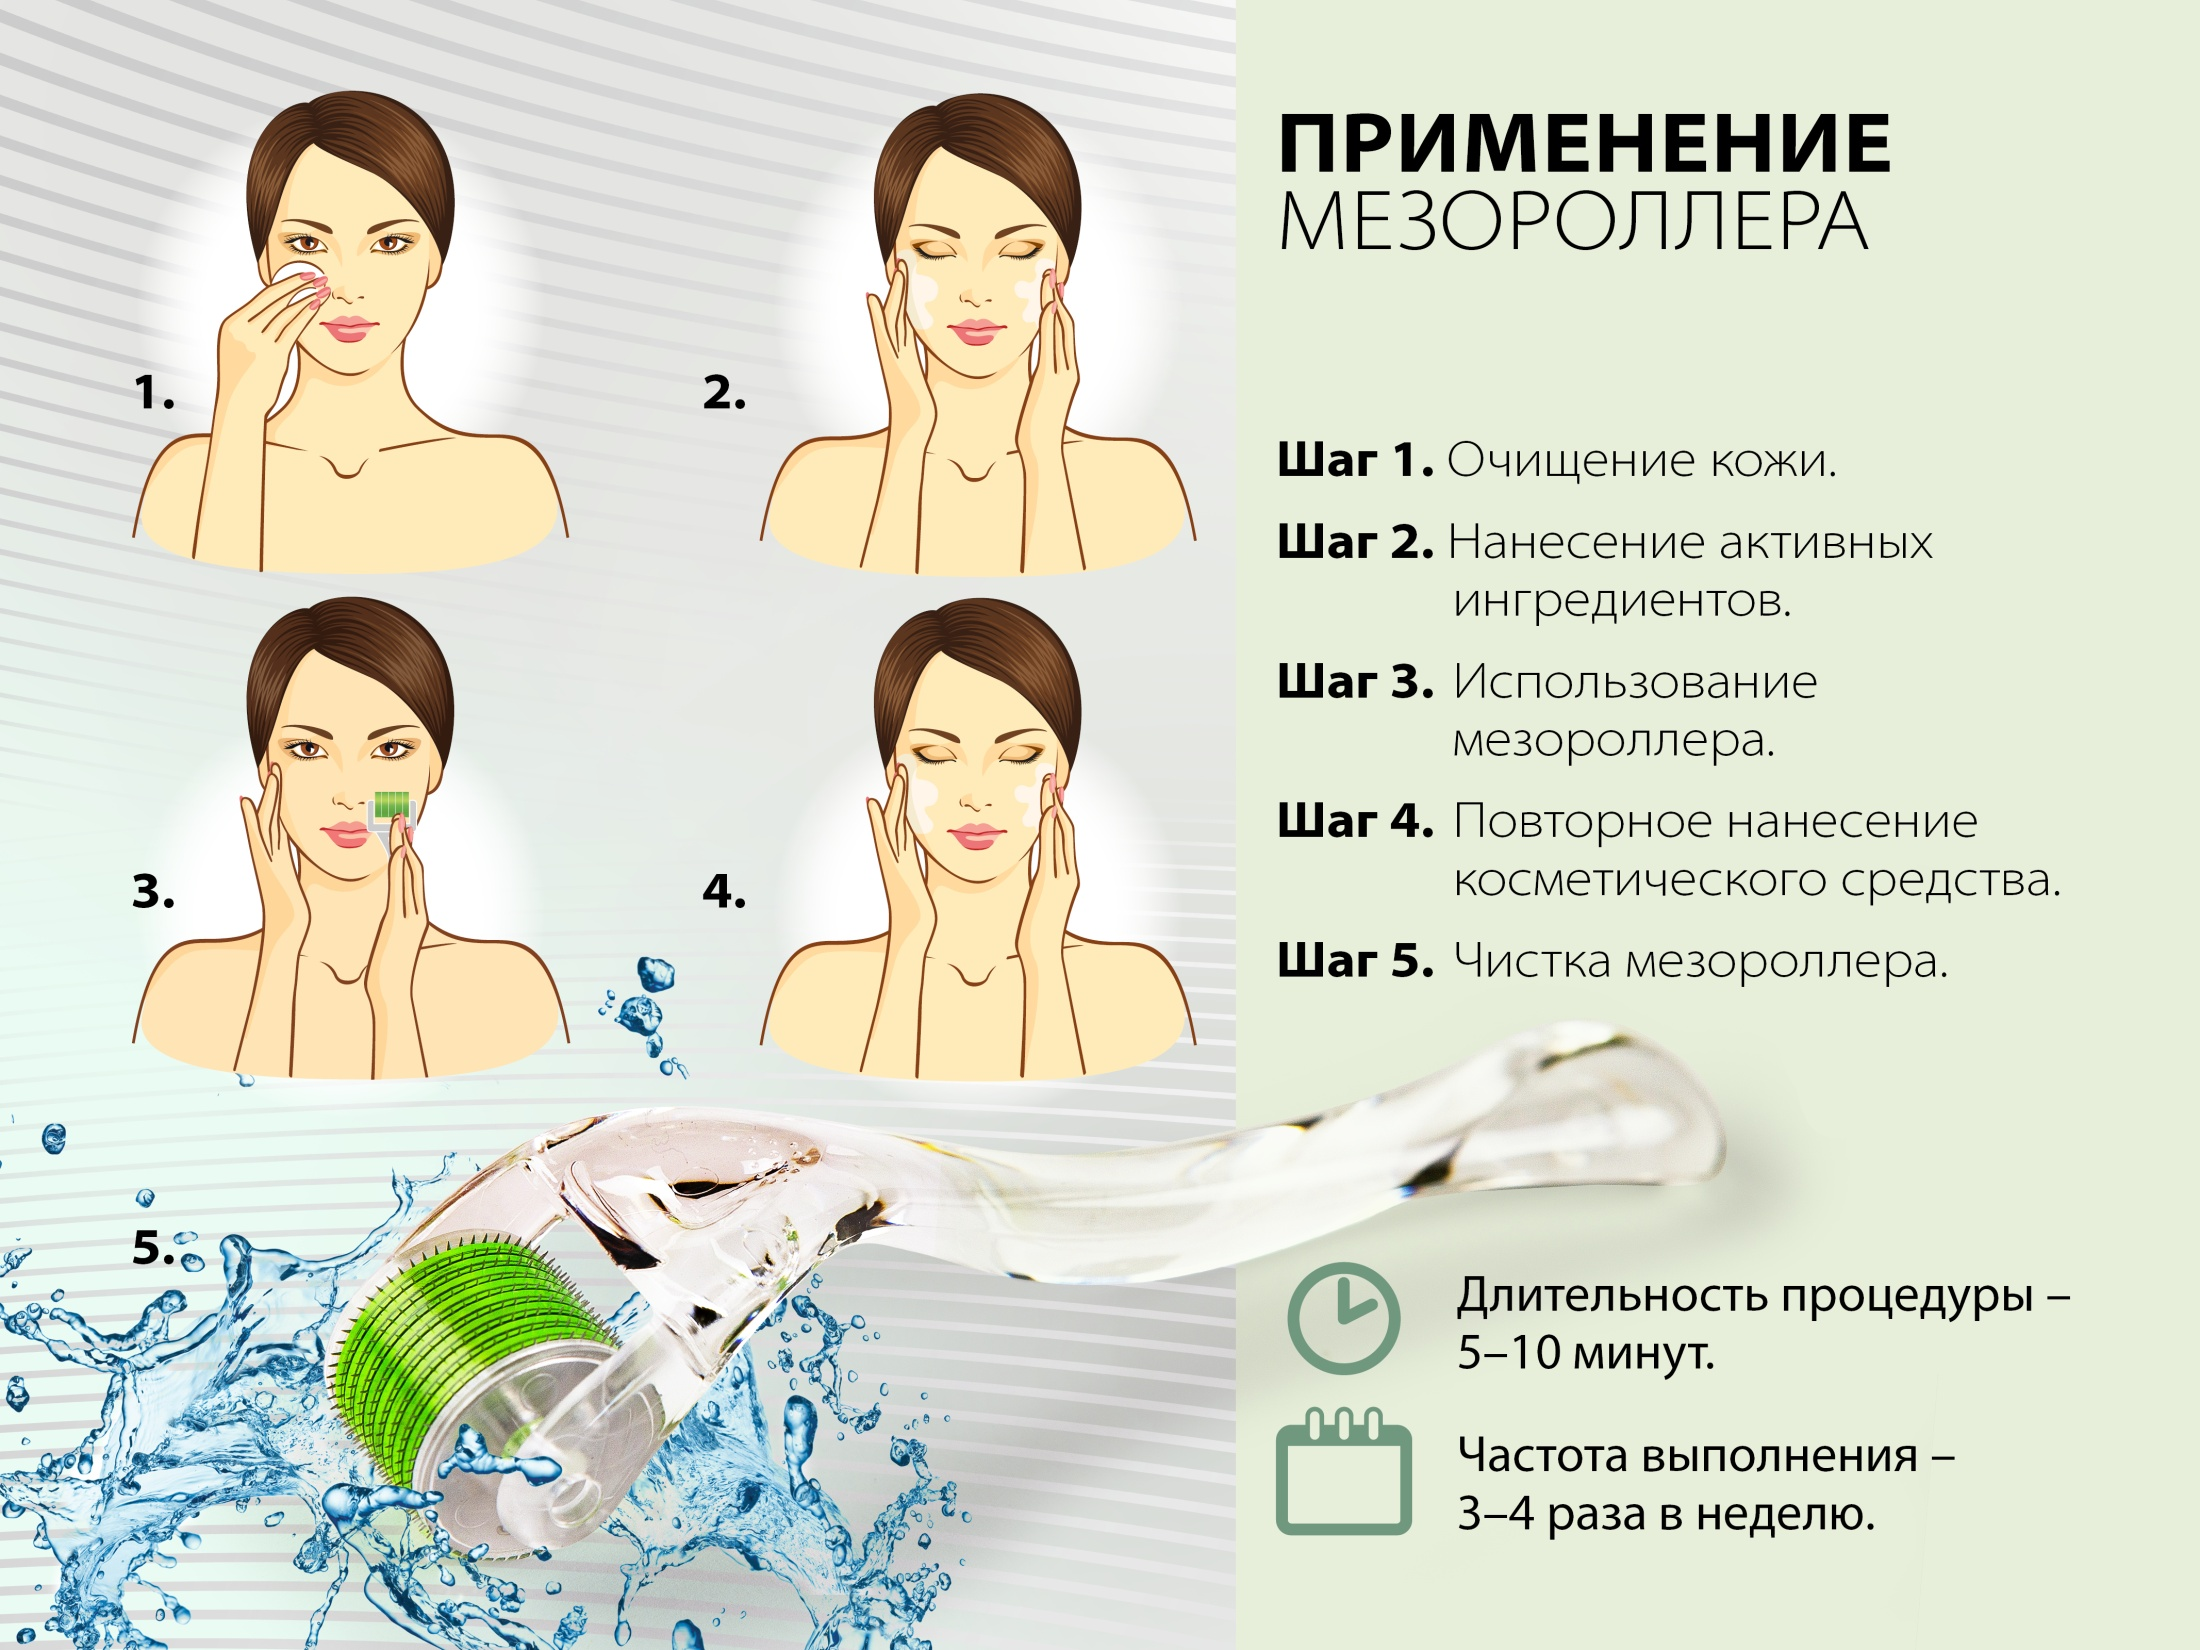 1.
2.
3.
4.
5.
ПРИМЕНЕНИЕ
МЕЗОРОЛЛЕРА
Шаг 1. Очищение кожи.
Шаг 2. Нанесение активных
ингредиентов.
Шаг 3. Использование
мезороллера.
Шаг 4. Повторное нанесение
косметического средства.
Шаг 5. Чистка мезороллера.
Длительность процедуры –
5–10 минут.
Частота выполнения –
3–4 раза в неделю.